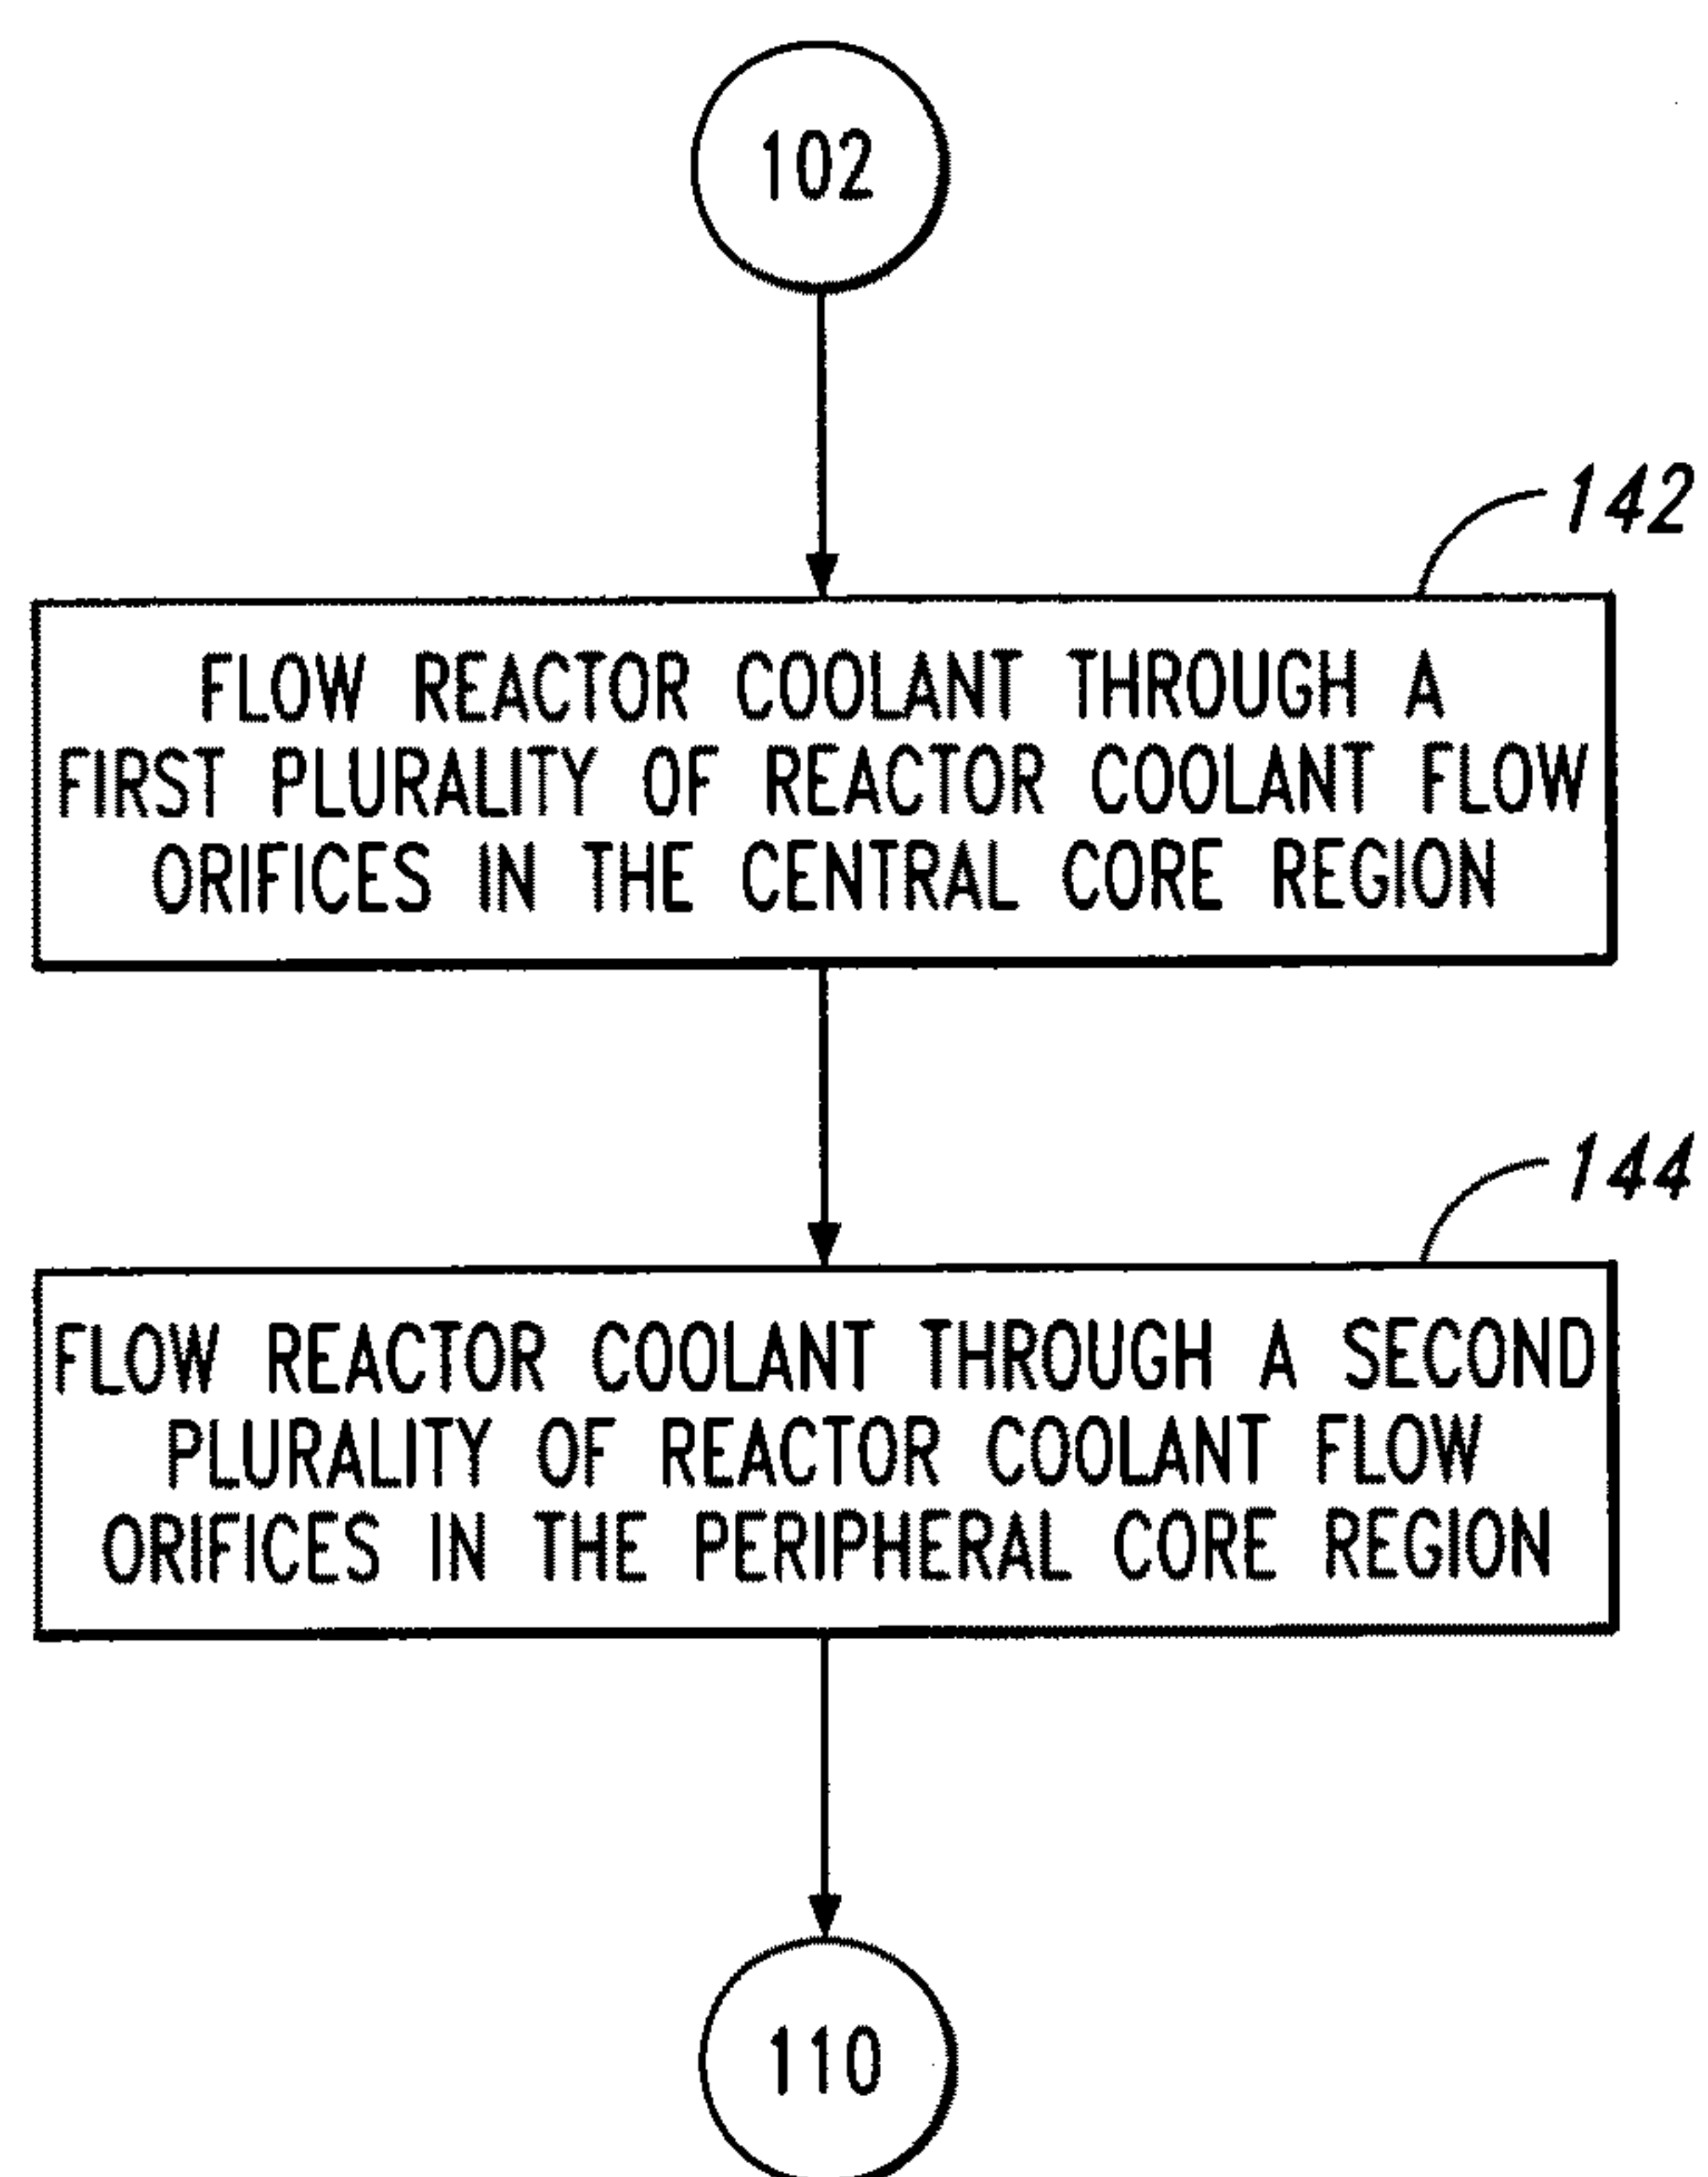 102
142
FLOW REACTOR COOLANT THROUGH A
FIRST PLURALITY OF REACTOR COOLANT FLOW
ORIFICES IN THE CENTRAL CORE REGION
144
FLOW REACTOR COOLANT THROUGH A SECOND
PLURALITY OF REACTOR COOLANT FLOW
ORIFICES IN THE PERIPHERAL CORE REGION
110